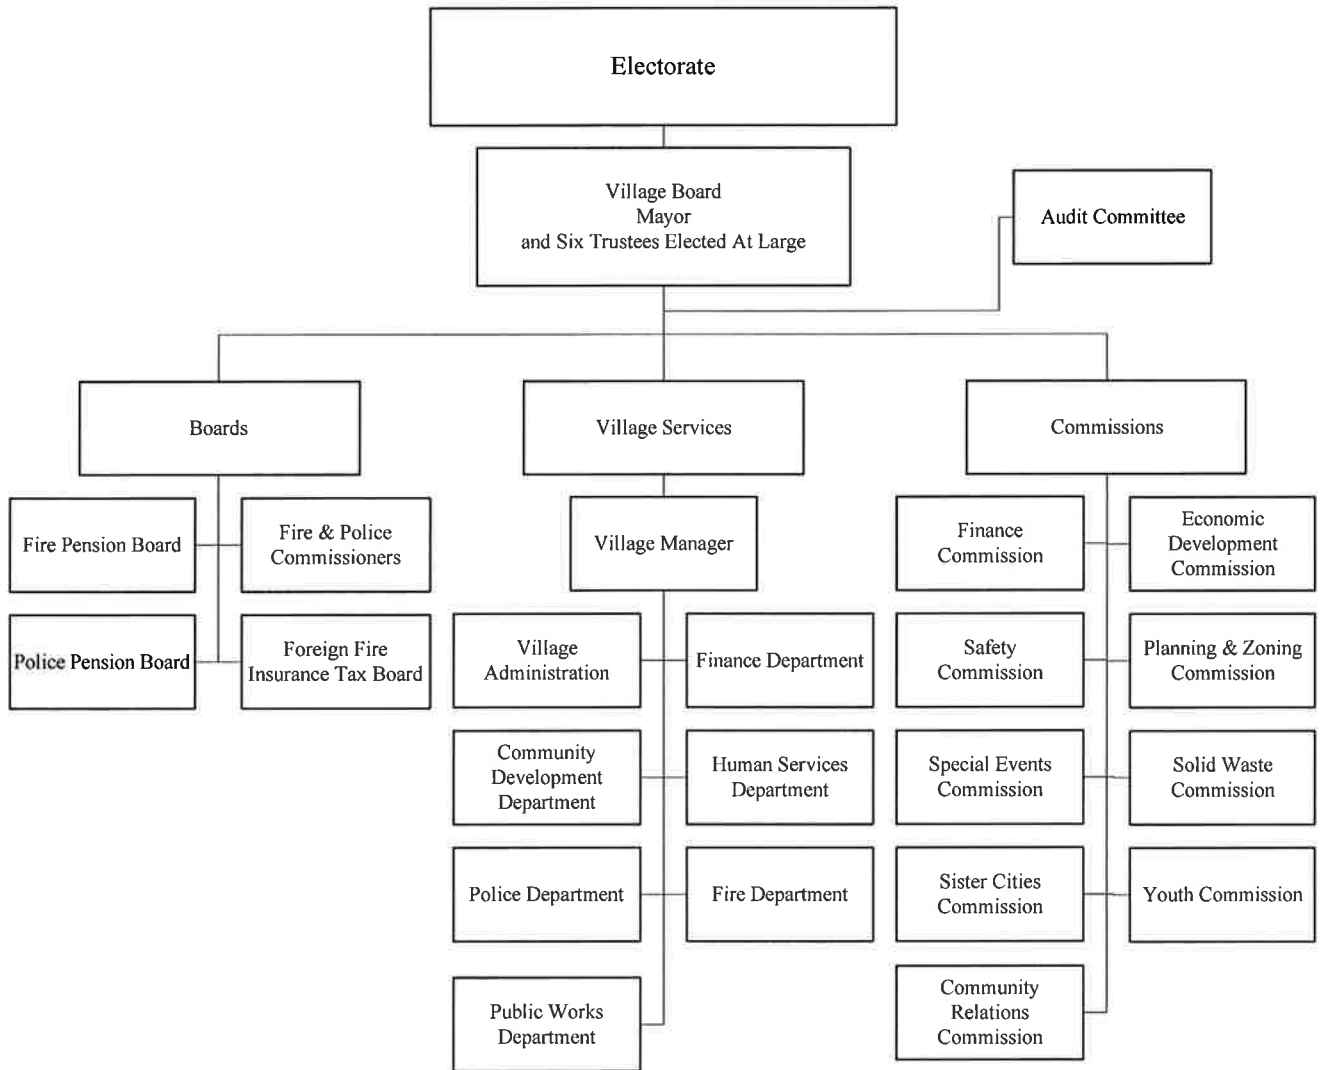 Electorate
Village Board
Mayor
and Six Trustees Elected At Large
Audit Committee
Boards
Village Services
Commissions
Fire Pension Board
Fire & Police
Commissioners
Village Manager
Finance
Commission
Economic
Development
Commission
Police Pension Board
Foreign Fire
Insurance Tax Board
Village
Administration
Finance Department
Safety
Commission
Planning & Zoning
Commission
Community
Development
Department
Human Services
Department
Special Events
Commission
Solid Waste
Commission
Police Department
Fire Department
Sister Cities
Commission
Youth Commission
Public Works
Department
Community
Relations
Commission